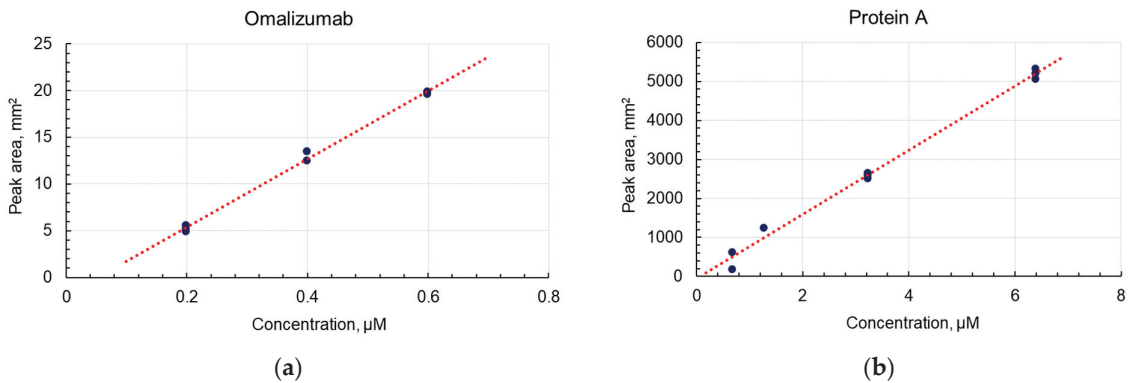 Omalizumab
25
20
15
10
5
0
Peak area, mm²
0 0.2 0.4 0.6 0.8
Concentration, µM
(a)
Protein A
6000
5000
4000
3000
2000
1000
0
Peak area, mm²
0 2 4 6 8
Concentration, µM
(b)